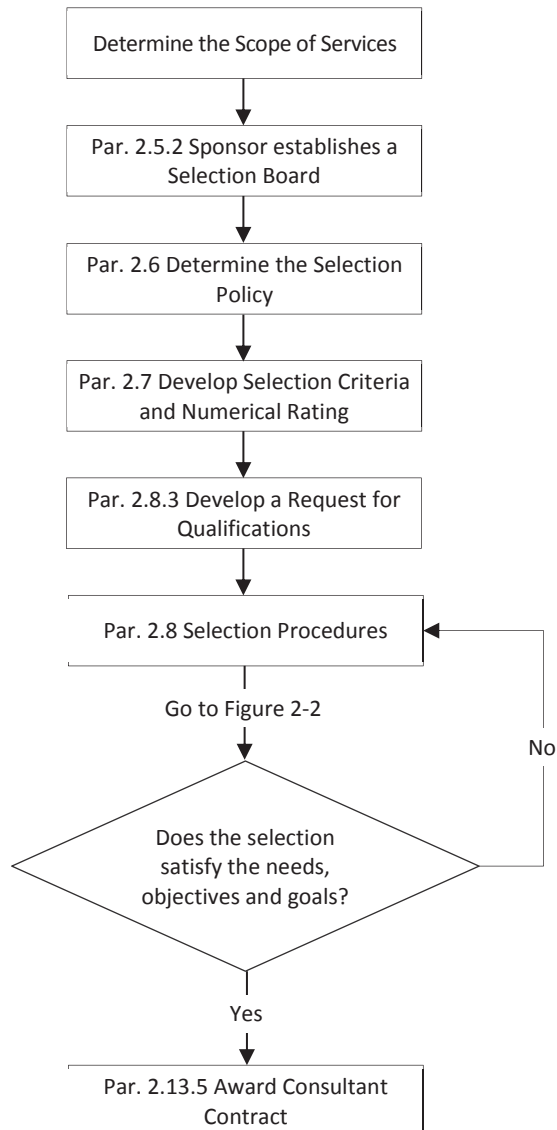 Determine the Scope of Services
Par. 2.5.2 Sponsor establishes a
Selection Board
Par. 2.6 Determine the Selection
Policy
Par. 2.7 Develop Selection Criteria
and Numerical Rating
Par. 2.8.3 Develop a Request for
Qualifications
Par. 2.8 Selection Procedures
Go to Figure 2-2
No
Does the selection
satisfy the needs,
objectives and goals?
Yes
Par. 2.13.5 Award Consultant
Contract